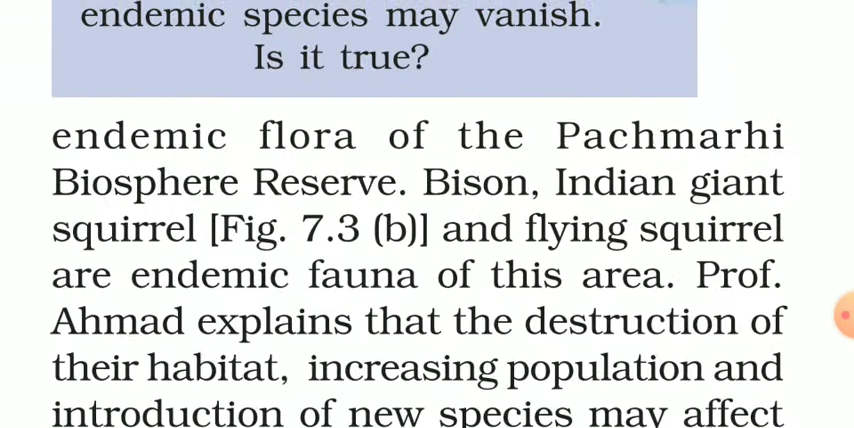 endemic species may vanish.
Is it true?
endemic flora of the Pachmarhi
Biosphere Reserve. Bison, Indian giant
squirrel [Fig. 7.3 (b)] and flying squirrel
are endemic fauna of this area. Prof.
Ahmad explains that the destruction of
their habitat, increasing population and
introduction of new species may affect